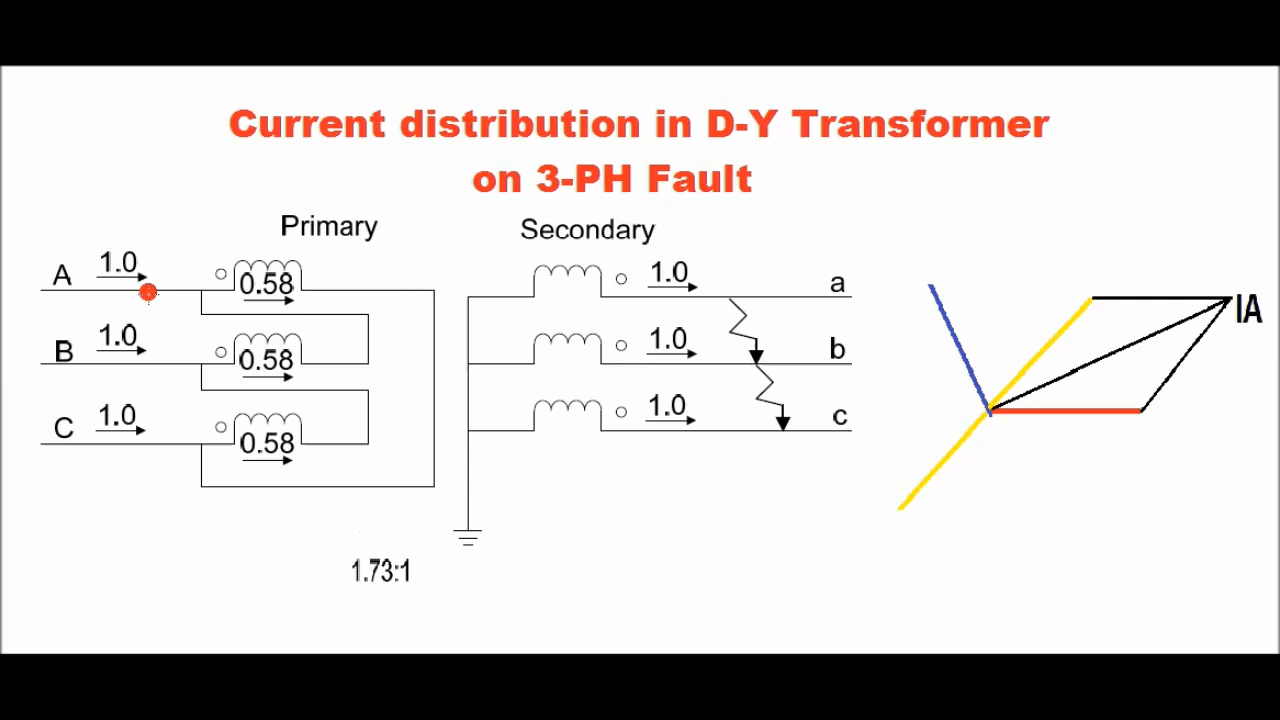 Current distribution in D-Y Transformer
on 3-PH Fault
Primary
Secondary
A
1.0
0.58
1.0
a
B
1.0
0.58
1.0
b
C
1.0
0.58
1.0
c
IA
1.73:1